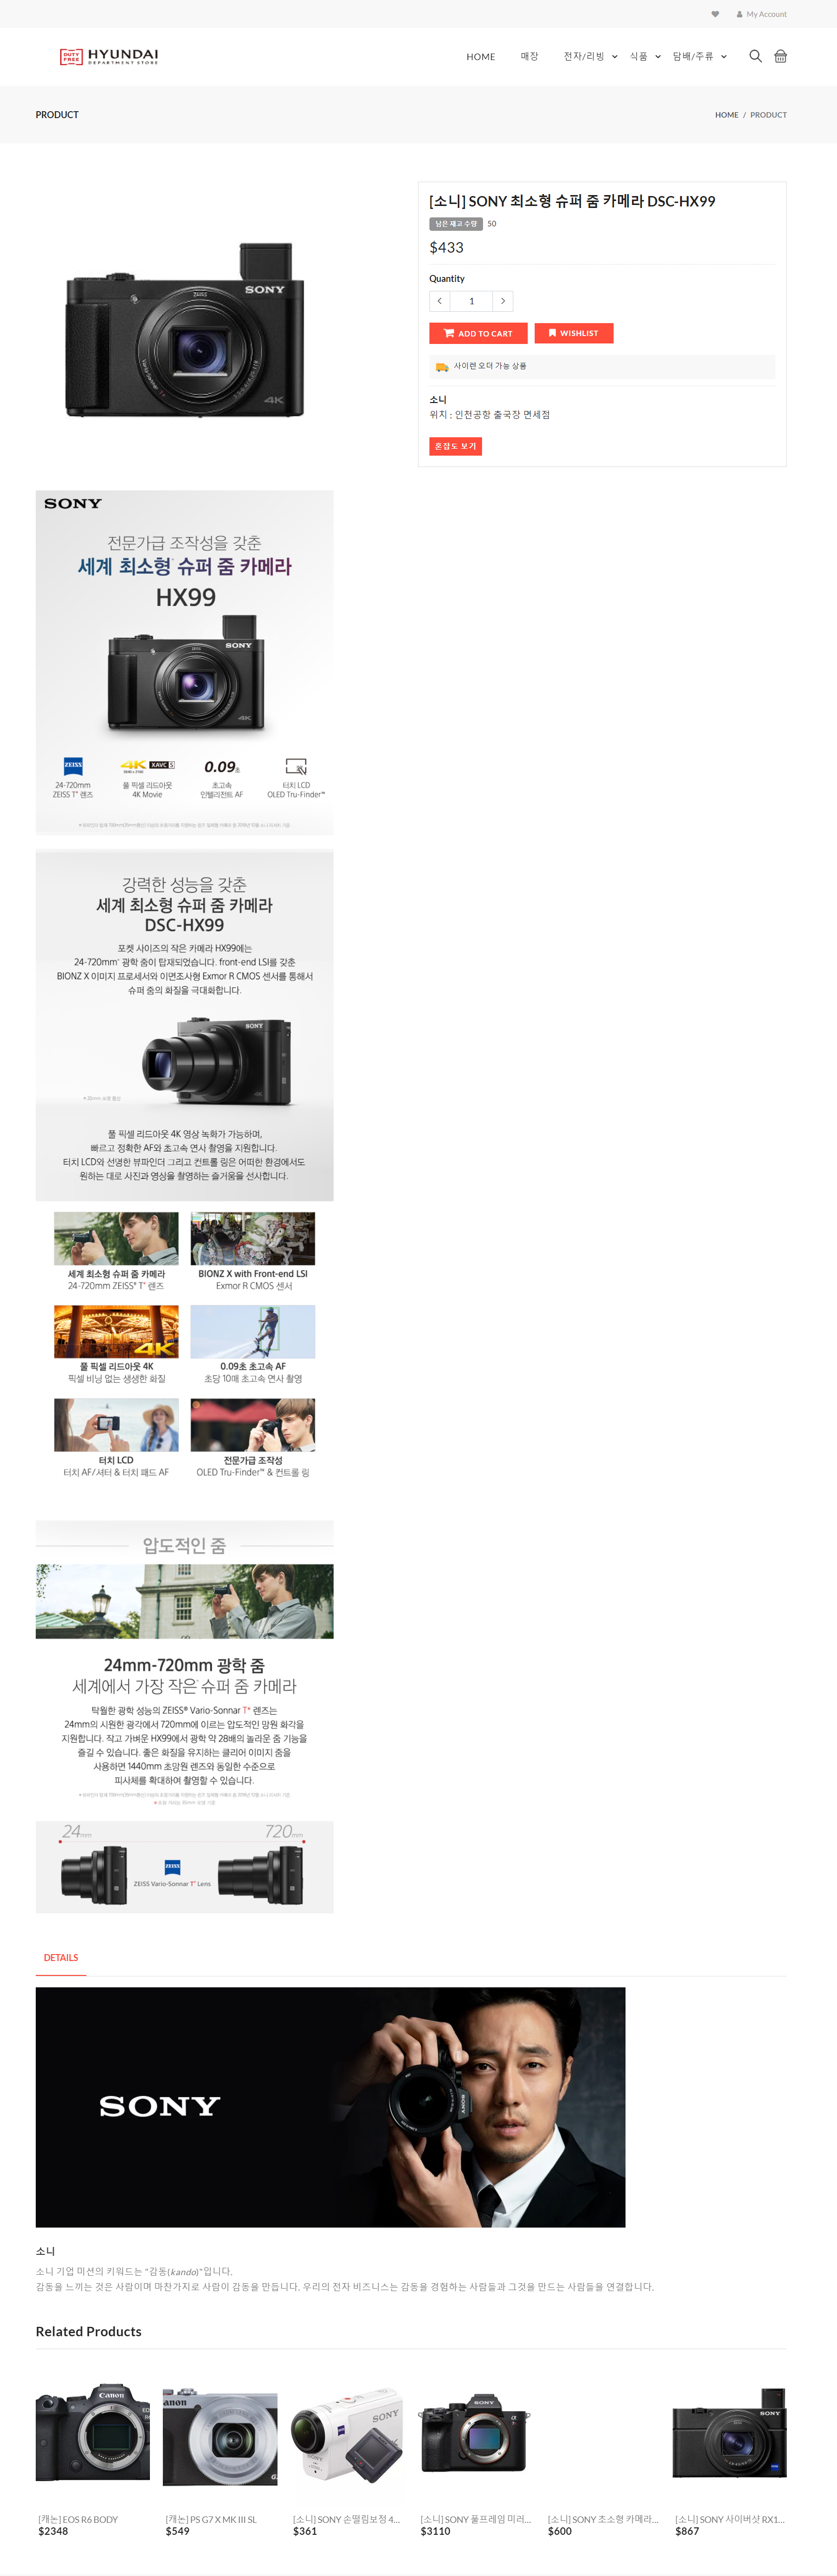 My Account
DUTY FREE HYUNDAI
DEPARTMENT STORE
HOME 매장 전자/리빙 식품 담배/주류
PRODUCT
HOME / PRODUCT
[소니] SONY 최소형 슈퍼 줌 카메라 DSC-HX99
남은 재고 수량 50
$433
Quantity
1
ADD TO CART WISHLIST
사이렌 오더 가능 상품
소니
위치 : 인천공항 출국장 면세점
혼잡도 보기
ZEISS
SONY
Vario-Sonnar T*
4K
SONY
전문가급 조작성을 갖춘
세계 최소형 슈퍼 줌 카메라
HX99
SONY
4K
ZEISS 4K XAVC S 0.09초
24-720mm 풀 픽셀 리드아웃 초고속 터치 LCD
ZEISS T* 렌즈 4K Movie 인텔리전트 AF OLED Tru-Finder™
강력한 성능을 갖춘
세계 최소형 슈퍼 줌 카메라
DSC-HX99
포켓 사이즈의 작은 카메라 HX99에는
24-720mm* 광학 줌이 탑재되었습니다. front-end LSI를 갖춘
BIONZ X 이미지 프로세서와 이면조사형 Exmor R CMOS 센서를 통해서
슈퍼 줌의 화질을 극대화합니다.
SONY
4K
풀 픽셀 리드아웃 4K 영상 녹화가 가능하며,
빠르고 정확한 AF와 초고속 연사 촬영을 지원합니다.
터치 LCD와 선명한 뷰파인더 그리고 컨트롤 링은 어떠한 환경에서도
원하는 대로 사진과 영상을 촬영하는 즐거움을 선사합니다.
세계 최소형 슈퍼 줌 카메라 BIONZ X with Front-end LSI
24-720mm ZEISS® T* 렌즈 Exmor R CMOS 센서
4K
풀 픽셀 리드아웃 4K 0.09초 초고속 AF
픽셀 비닝 없는 생생한 화질 초당 10매 초고속 연사 촬영
터치 LCD 전문가급 조작성
터치 AF/셔터 & 터치 패드 AF OLED Tru-Finder™ & 컨트롤 링
압도적인 줌
24mm-720mm 광학 줌
세계에서 가장 작은 슈퍼 줌 카메라
탁월한 광학 성능의 ZEISS® Vario-Sonnar T* 렌즈는
24m의 시원한 광각에서 720m에 이르는 압도적인 망원 화각을
지원합니다. 작고 가벼운 HX99에서 광학 약 28배의 놀라운 줌 기능을
즐길 수 있습니다. 좋은 화질을 유지하는 클리어 이미지 줌을
사용하면 1440mm 초망원 렌즈와 동일한 수준으로
피사체를 확대하여 촬영할 수 있습니다.
24mm 720mm
ZEISS
ZEISS Vario-Sonnar T* Lens
DETAILS
SONY
SONY
소니
소니 기업 미션의 키워드는 "감동(kando)"입니다.
감동을 느끼는 것은 사람이며 마찬가지로 사람이 감동을 만듭니다. 우리의 전자 비즈니스는 감동을 경험하는 사람들과 그것을 만드는 사람들을 연결합니다.
Related Products
Canon
SONY
[캐논] EOS R6 BODY [캐논] PS G7 X MK III SL [소니] SONY 손떨림보정 4... [소니] SONY 풀프레임 미러... [소니] SONY 초소형 카메라... [소니] SONY 사이버샷 RX1...
$2348 $549 $361 $3110 $600 $867